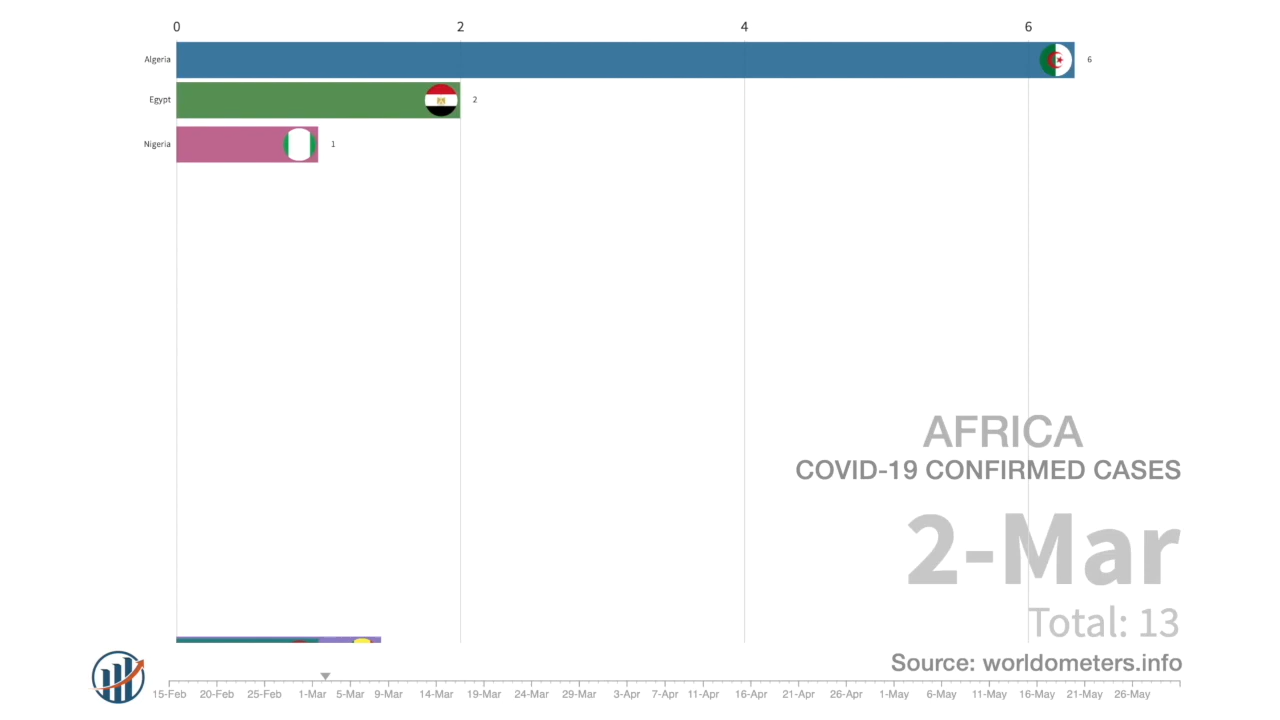 0 2 4 6
Algeria 6
Egypt 2
Nigeria 1
AFRICA
COVID-19 CONFIRMED CASES
2-Mar
Total: 13
Source: worldometers.info
15-Feb 20-Feb 25-Feb 1-Mar 5-Mar 9-Mar 14-Mar 19-Mar 24-Mar 29-Mar 3-Apr 7-Apr 11-Apr 16-Apr 21-Apr 26-Apr 1-May 6-May 11-May 16-May 21-May 26-May